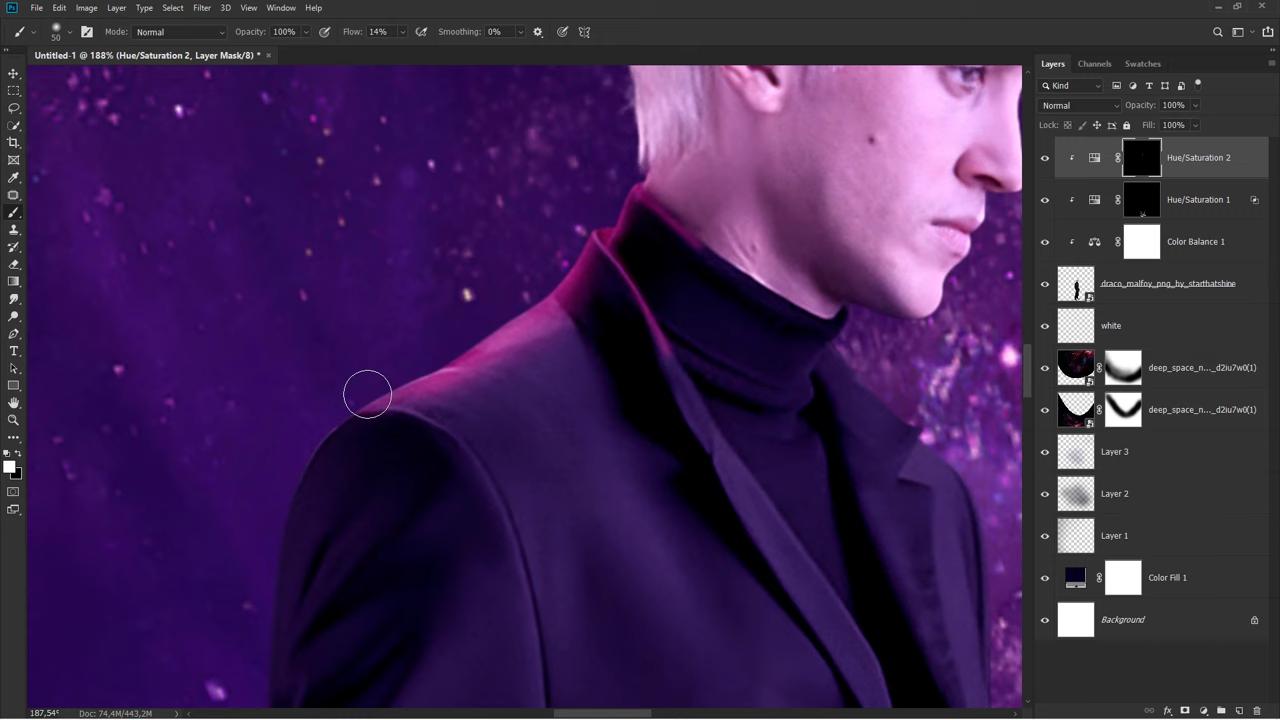 Ps File Edit Image Layer Type Select Filter 3D View Window Help
50 Mode: Normal Opacity: 100% Flow: 14% Smoothing: 0%
Untitled-1 @ 188% (Hue/Saturation 2, Layer Mask/8) *
Layers Channels Swatches
Kind
Normal Opacity: 100%
Lock: Fill: 100%
Hue/Saturation 2
Hue/Saturation 1
Color Balance 1
draco_malfoy_png_by_starthatshine
white
deep_space_n..._d2iu7w0(1)
deep_space_n..._d2iu7w0(1)
Layer 3
Layer 2
Layer 1
Color Fill 1
Background
187,54% Doc: 74,4M/443,2M